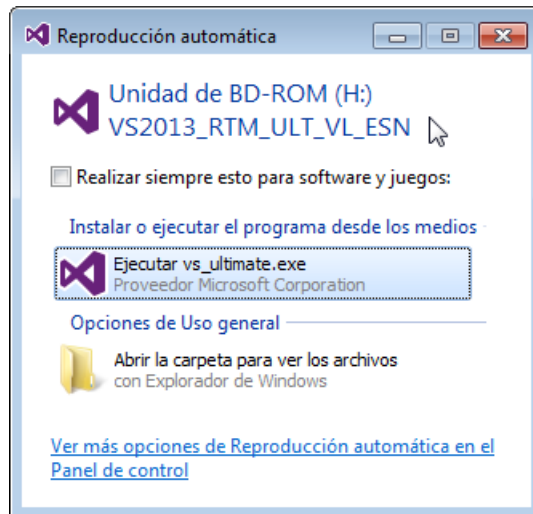 Reproducción automática
Unidad de BD-ROM (H:)
VS2013_RTM_ULT_VL_ESN
Realizar siempre esto para software y juegos:
Instalar o ejecutar el programa desde los medios
Ejecutar vs_ultimate.exe
Proveedor Microsoft Corporation
Opciones de Uso general
Abrir la carpeta para ver los archivos
con Explorador de Windows
Ver más opciones de Reproducción automática en el
Panel de control